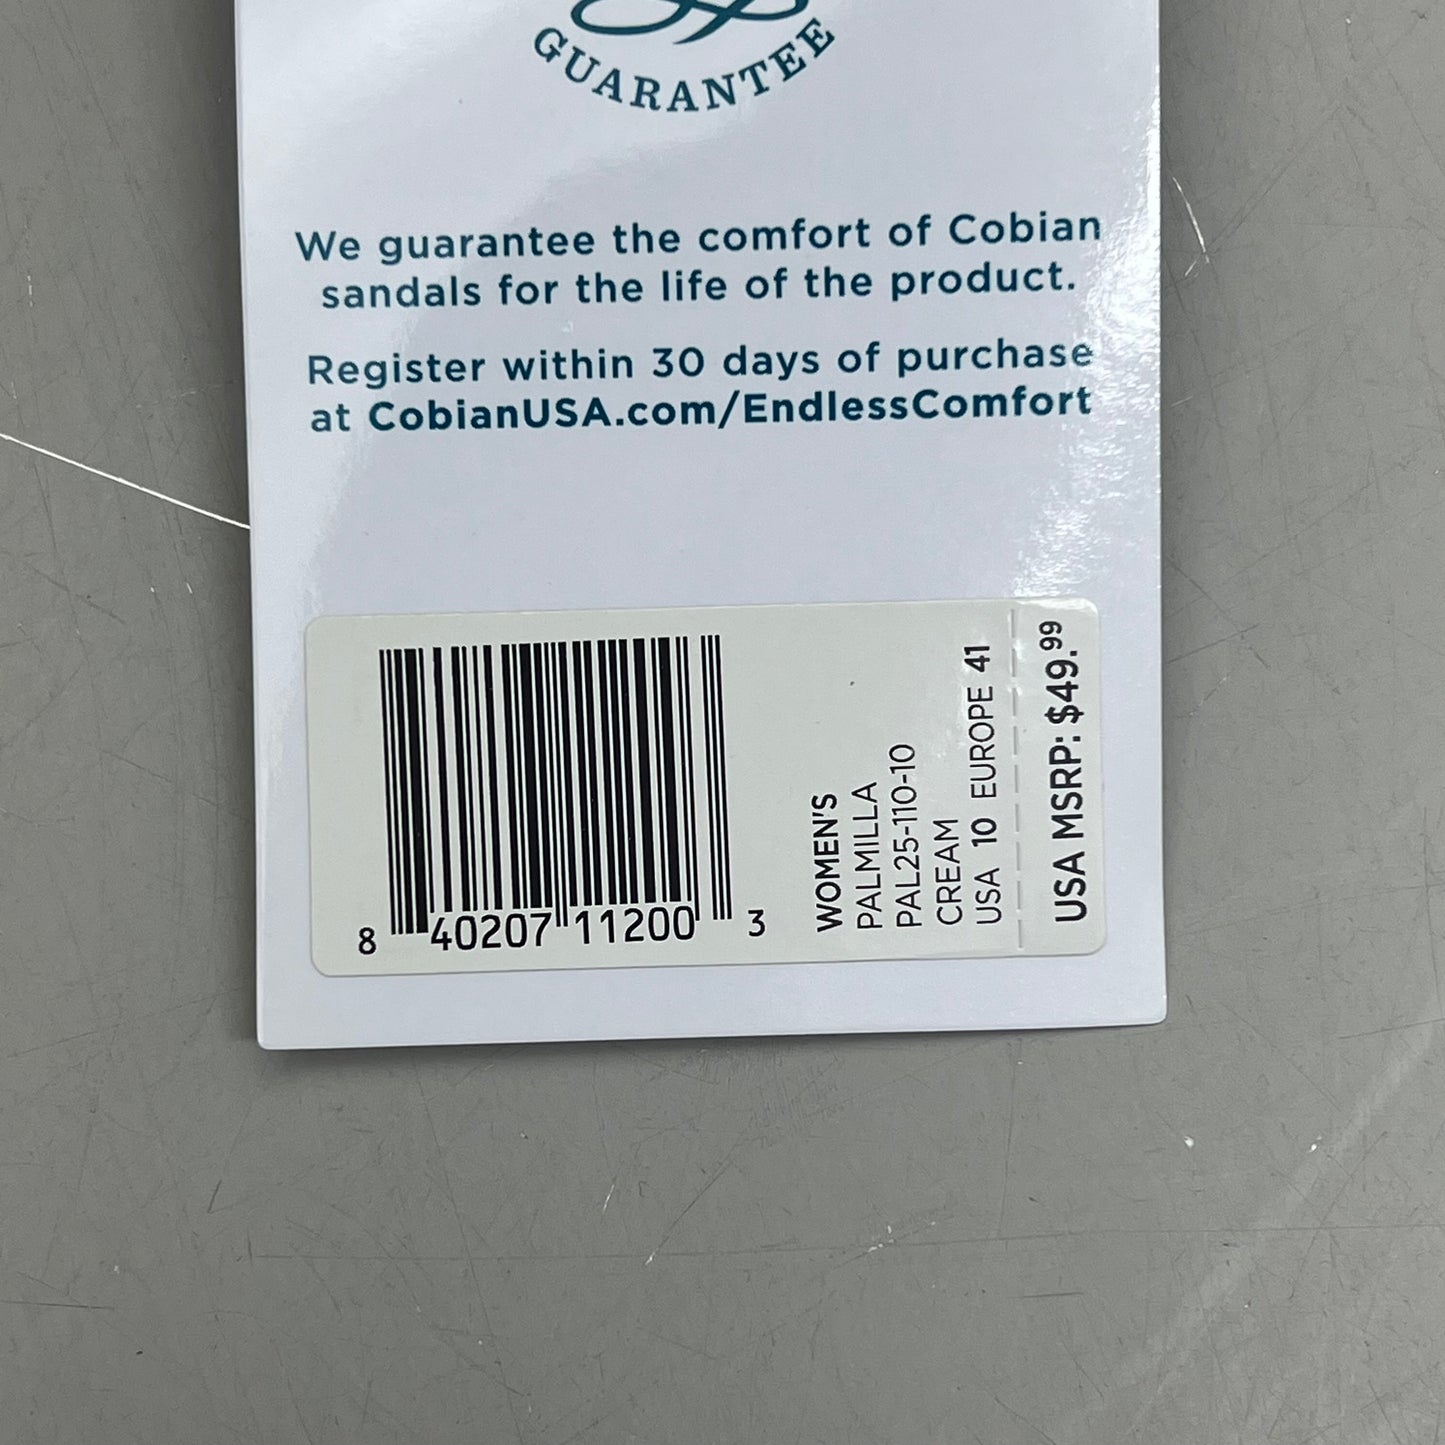 GUARANTEE
We guarantee the comfort of Cobian
sandals for the life of the product.
Register within 30 days of purchase
at CobianUSA.com/EndlessComfort
8 40207 11200 3
WOMEN'S
PALMILLA
PAL25-110-10
CREAM
USA 10 EUROPE 41
USA MSRP: $49.99